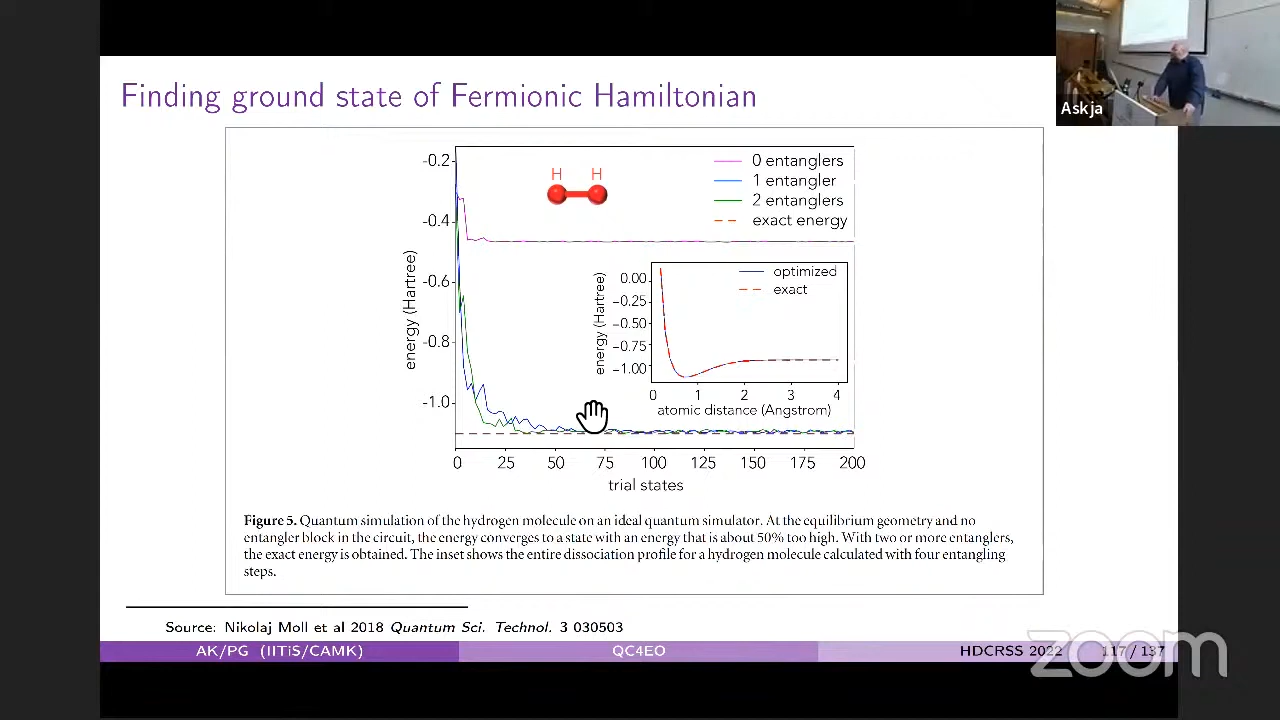 Finding ground state of Fermionic Hamiltonian
Askja
-0.2
-0.4
-0.6
-0.8
-1.0
energy (Hartree)
H H
0 entanglers
1 entangler
2 entanglers
exact energy
optimized
exact
0.00
−0.25
−0.50
−0.75
−1.00
energy (Hartree)
0 1 2 3 4
atomic distance (Angstrom)
0 25 50 75 100 125 150 175 200
trial states
Figure 5. Quantum simulation of the hydrogen molecule on an ideal quantum simulator. At the equilibrium geometry and no
entangler block in the circuit, the energy converges to a state with an energy that is about 50% too high. With two or more entanglers,
the exact energy is obtained. The inset shows the entire dissociation profile for a hydrogen molecule calculated with four entangling
steps.
Source: Nikolaj Moll et al 2018 Quantum Sci. Technol. 3 030503
AK/PG (IITiS/CAMK) QC4EO HDCRSS 2022 117 / 137
zoom